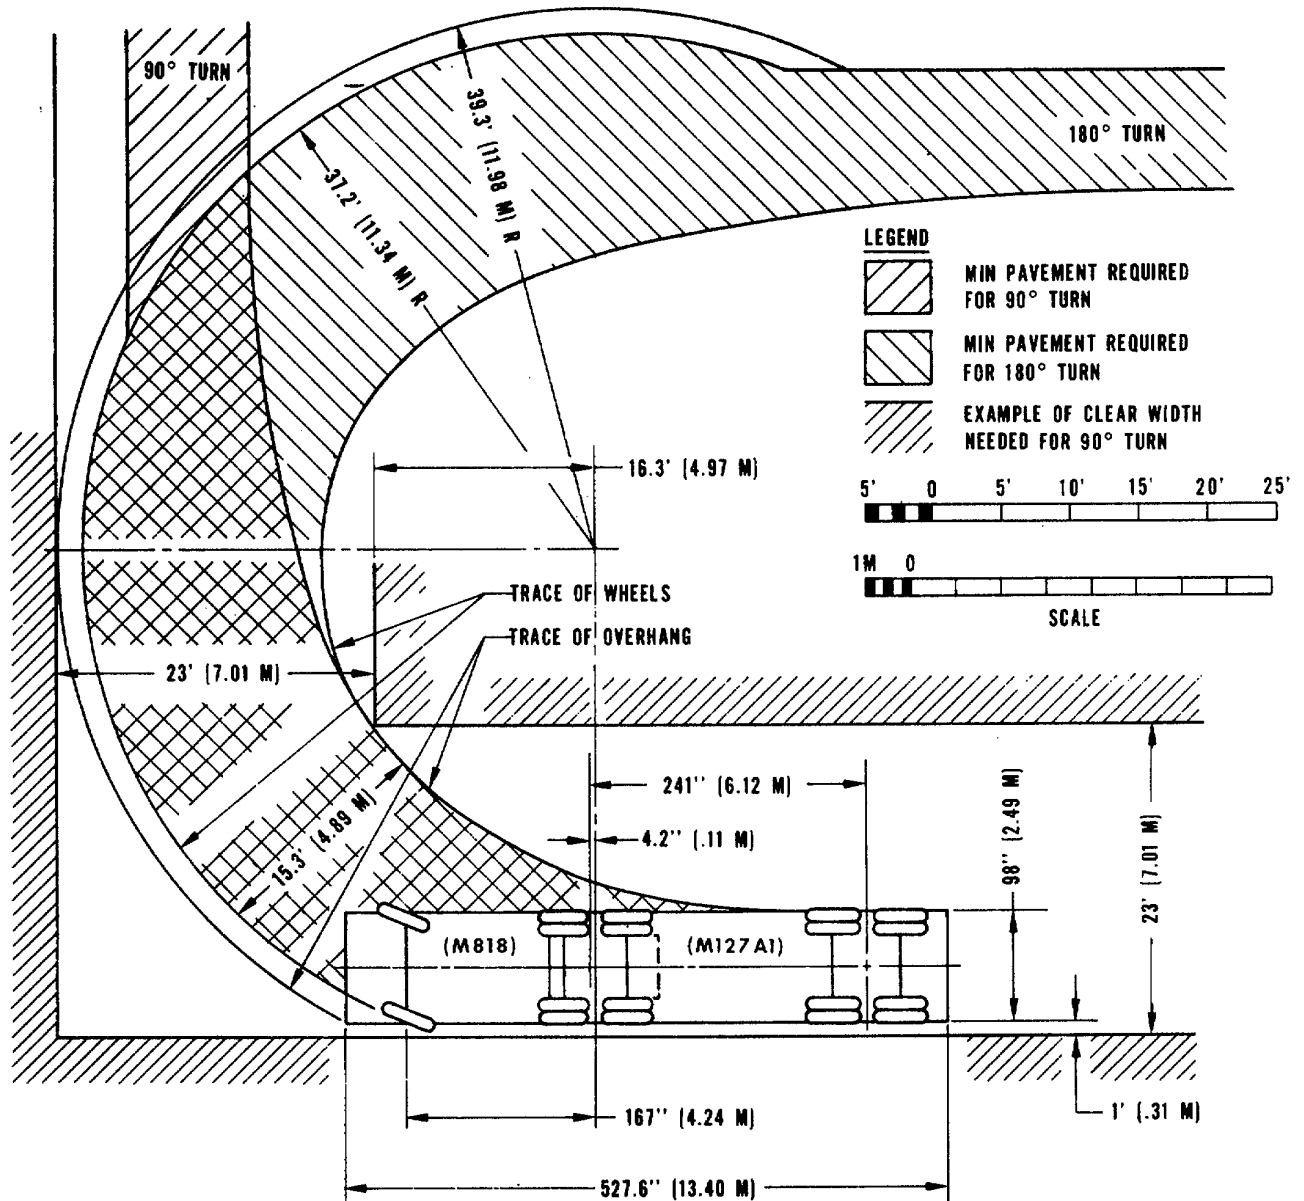 90° TURN
39.3' (11.98 M) R
37.2' (11.34 M) R
180° TURN
LEGEND
MIN PAVEMENT REQUIRED
FOR 90° TURN
MIN PAVEMENT REQUIRED
FOR 180° TURN
EXAMPLE OF CLEAR WIDTH
NEEDED FOR 90° TURN
16.3' (4.97 M)
5' 0 5' 10' 15' 20' 25'
1M 0
SCALE
TRACE OF WHEELS
TRACE OF OVERHANG
23' (7.01 M)
15.3' (4.89 M)
241'' (6.12 M)
4.2'' (.11 M)
98'' (2.49 M)
23' (7.01 M)
(M818)
(M127A1)
1' (.31 M)
167'' (4.24 M)
527.6'' (13.40 M)